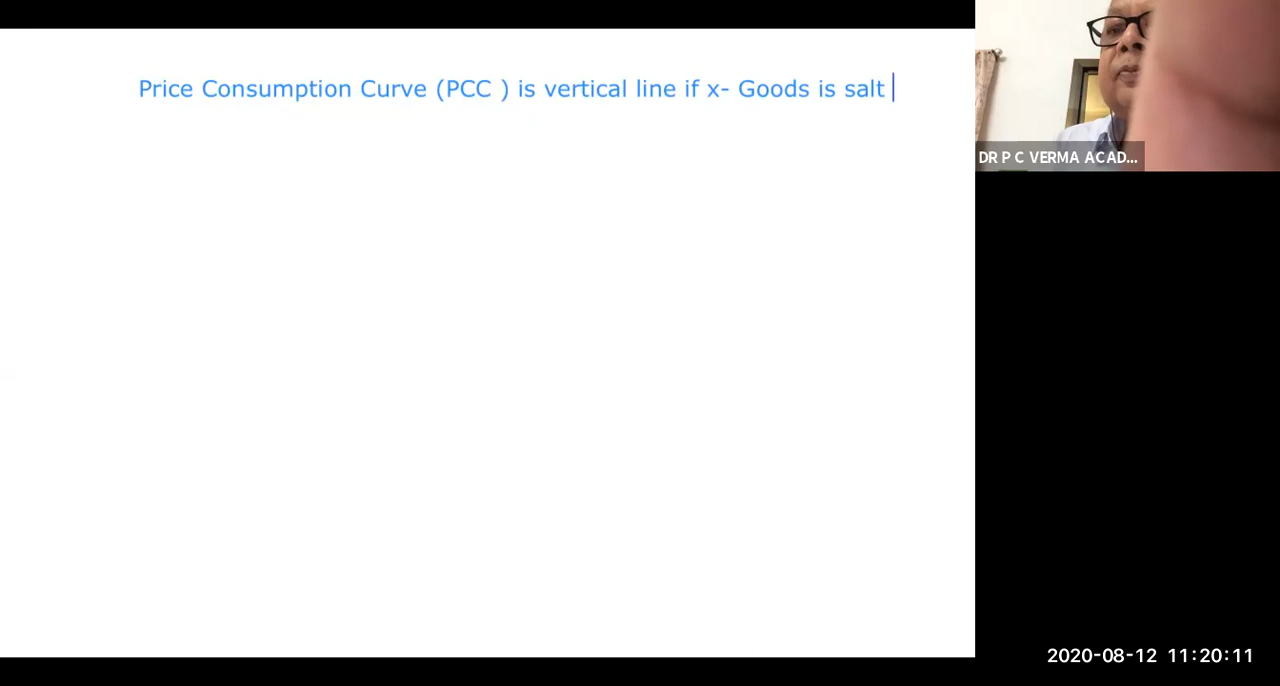 Price Consumption Curve (PCC ) is vertical line if x- Goods is salt
DR P C VERMA ACAD...
2020-08-12 11:20:11